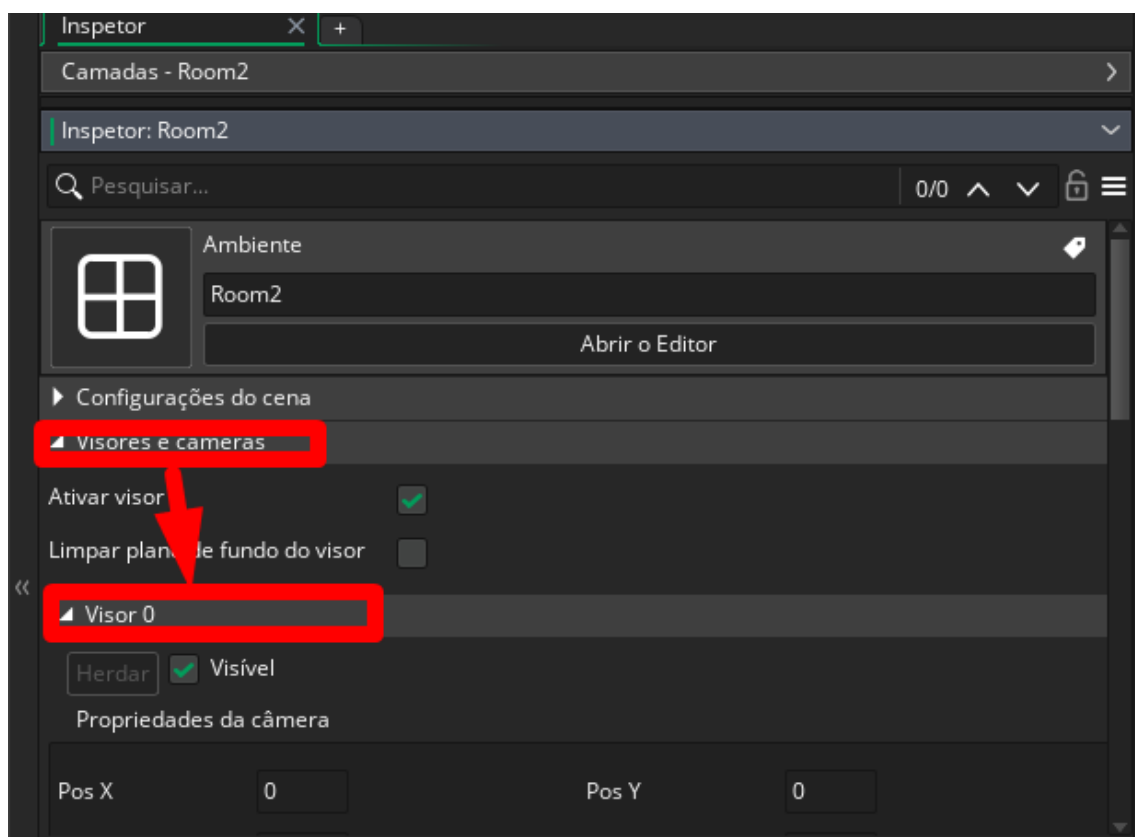 Inspetor
Camadas - Room2
Inspetor: Room2
Pesquisar...
0/0
Ambiente
Room2
Abrir o Editor
Configurações do cena
Visores e cameras
Ativar visor
Limpar plano de fundo do visor
Visor 0
Herdar Visível
Propriedades da câmera
Pos X 0 Pos Y 0